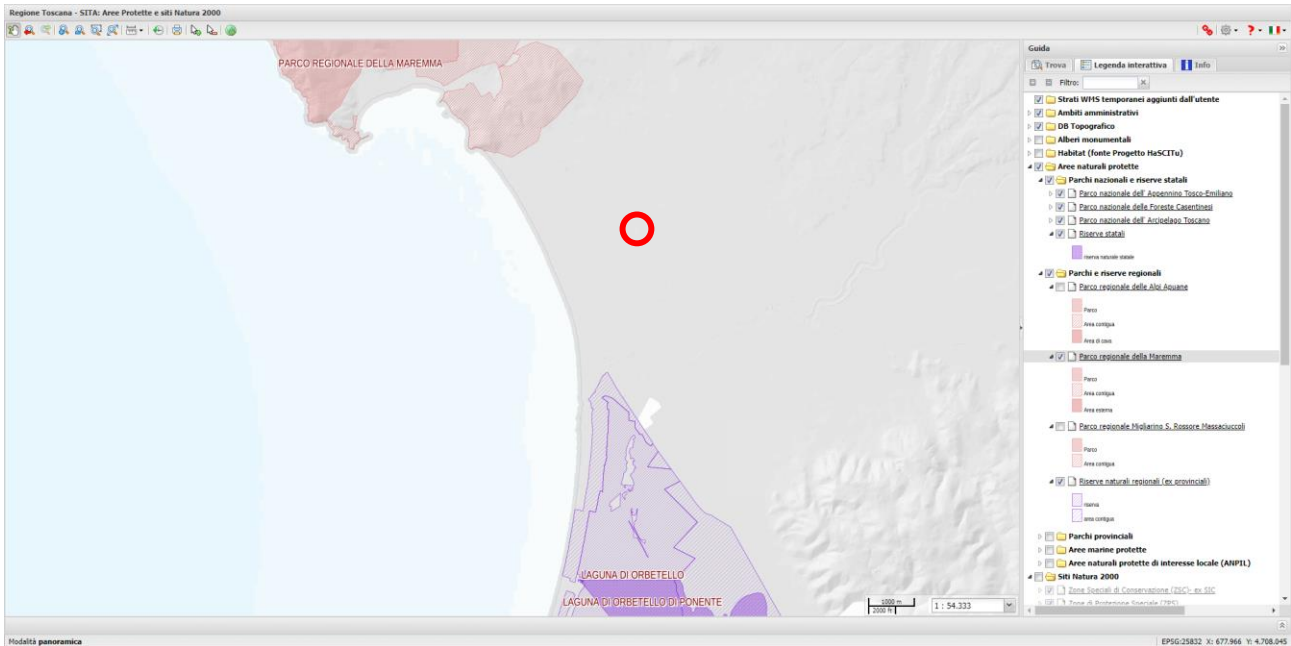 Regione Toscana - SITA: Aree Protette e siti Natura 2000
PARCO REGIONALE DELLA MAREMMA
LAGUNA DI ORBETELLO
LAGUNA DI ORBETELLO DI PONENTE
1000 m
2000 ft
1 : 54.333
Guida
Trova
Legenda interattiva
Info
Filtro:
Strati WMS temporanei aggiunti dall'utente
Ambiti amministrativi
DB Topografico
Alberi monumentali
Habitat (fonte Progetto HaSCITu)
Aree naturali protette
Parchi nazionali e riserve statali
Parco nazionale dell' Appennino Tosco-Emiliano
Parco nazionale delle Foreste Casentinesi
Parco nazionale dell' Arcipelago Toscano
Riserve statali
riserva naturale statale
Parchi e riserve regionali
Parco regionale delle Alpi Apuane
Parco
Area contigua
Area di cava
Parco regionale della Maremma
Parco
Area contigua
Area esterna
Parco regionale Migliarino S. Rossore Massaciuccoli
Parco
Area contigua
Riserve naturali regionali (ex provinciali)
riserva
area contigua
Parchi provinciali
Aree marine protette
Aree naturali protette di interesse locale (ANPIL)
Siti Natura 2000
Zone Speciali di Conservazione (ZSC)- ex SIC
Zone di Protezione Speciale (ZPS)
Modalità panoramica
EPSG:25832 X: 677.966 Y: 4.708.045